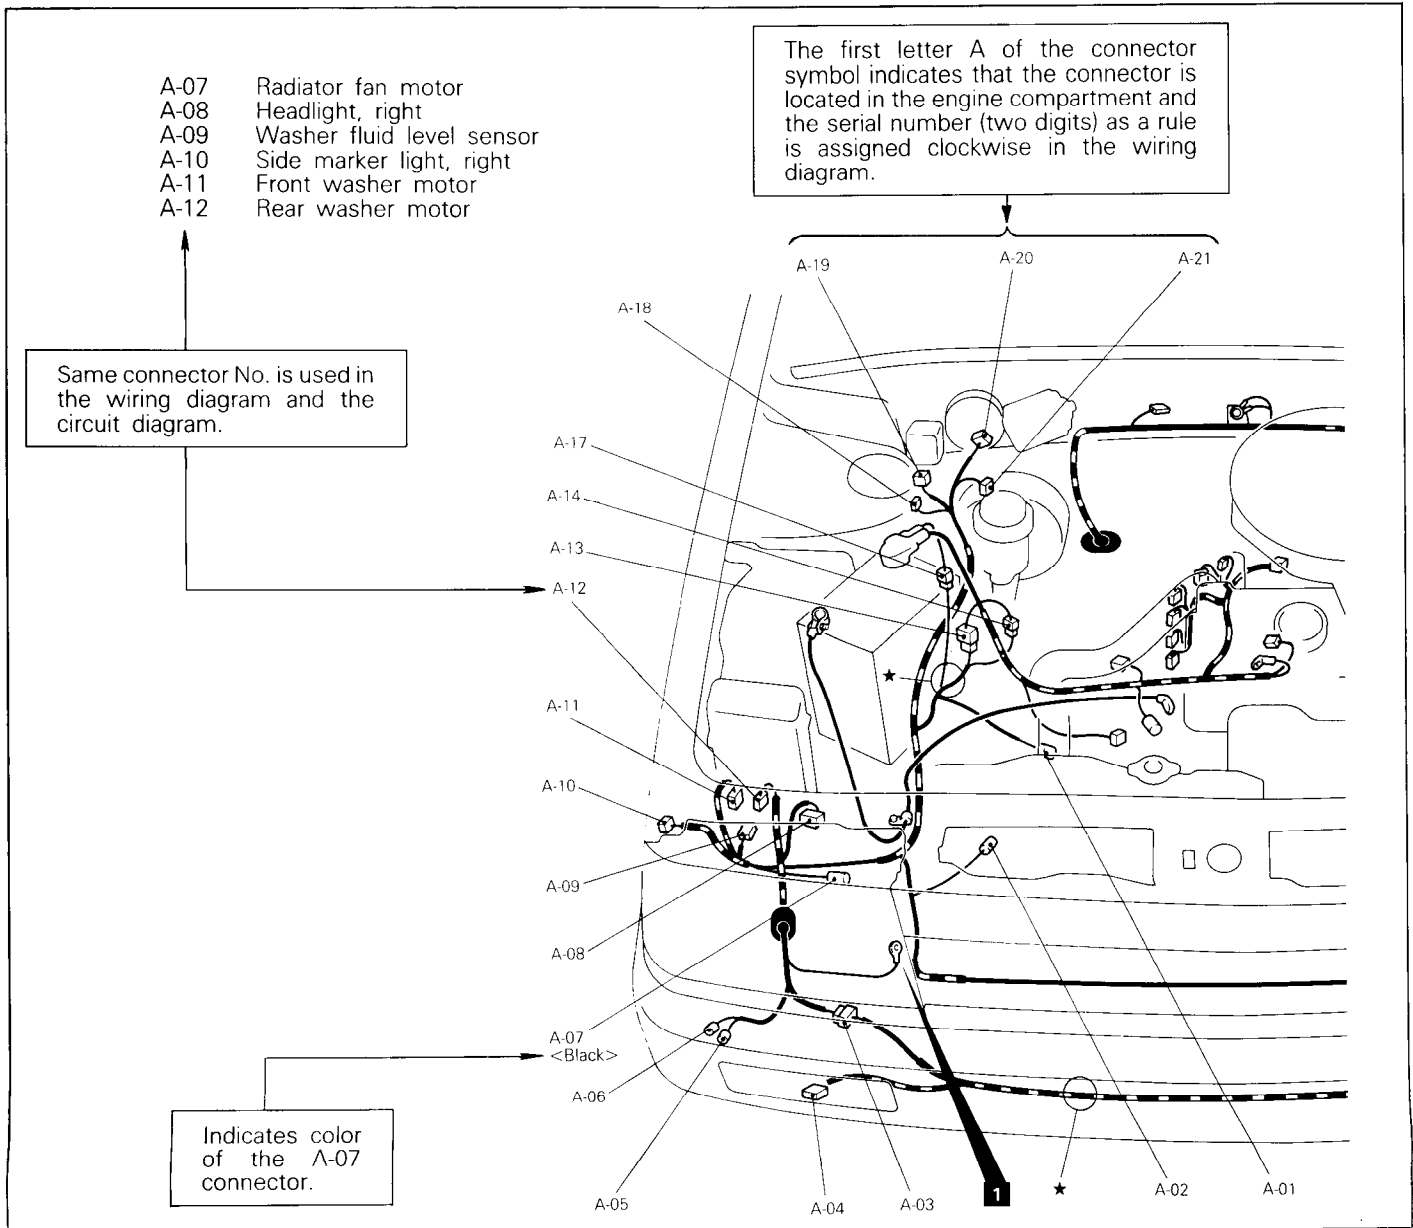 A-07 Radiator fan motor
A-08 Headlight, right
A-09 Washer fluid level sensor
A-10 Side marker light, right
A-11 Front washer motor
A-12 Rear washer motor
The first letter A of the connector
symbol indicates that the connector is
located in the engine compartment and
the serial number (two digits) as a rule
is assigned clockwise in the wiring
diagram.
A-19
A-20
A-21
A-18
Same connector No. is used in
the wiring diagram and the
circuit diagram.
A-17
A-14
A-13
A-12
★
A-11
A-10
A-09
A-08
A-07
<Black>
A-06
Indicates color
of the A-07
connector.
A-05
A-04
A-03
1
★
A-02
A-01